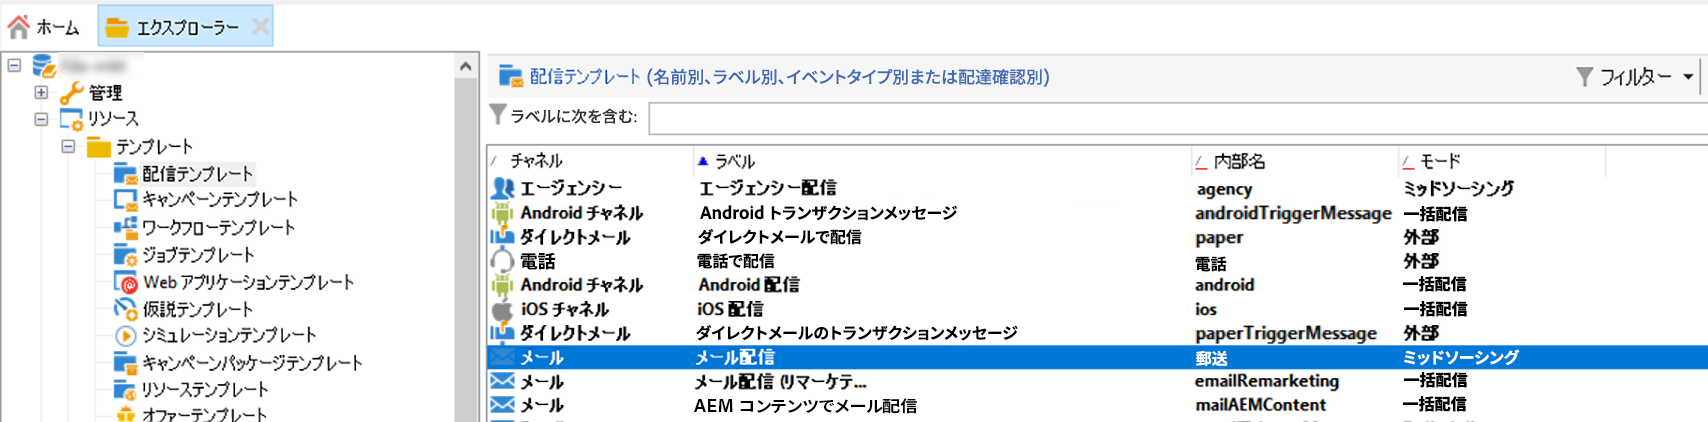 ホーム エクスプローラー
管理
リソース
テンプレート
配信テンプレート
キャンペーンテンプレート
ワークフローテンプレート
ジョブテンプレート
Web アプリケーションテンプレート
仮説テンプレート
シミュレーションテンプレート
キャンペーンパッケージテンプレート
リソーステンプレート
オファーテンプレート
配信テンプレート (名前別、ラベル別、イベントタイプ別または配達確認別) フィルター
ラベルに次を含む:
チャネル ラベル 内部名 モード
エージェンシー エージェンシー配信 agency ミッドソーシング
Android チャネル Android トランザクションメッセージ androidTriggerMessage 一括配信
ダイレクトメール ダイレクトメールで配信 paper 外部
電話 電話で配信 電話 外部
Android チャネル Android 配信 android 一括配信
iOS チャネル iOS 配信 ios 一括配信
ダイレクトメール ダイレクトメールのトランザクションメッセージ paperTriggerMessage 外部
メール メール配信 郵送 ミッドソーシング
メール メール配信 (リマーケテ... emailRemarketing 一括配信
メール AEM コンテンツでメール配信 mailAEMContent 一括配信